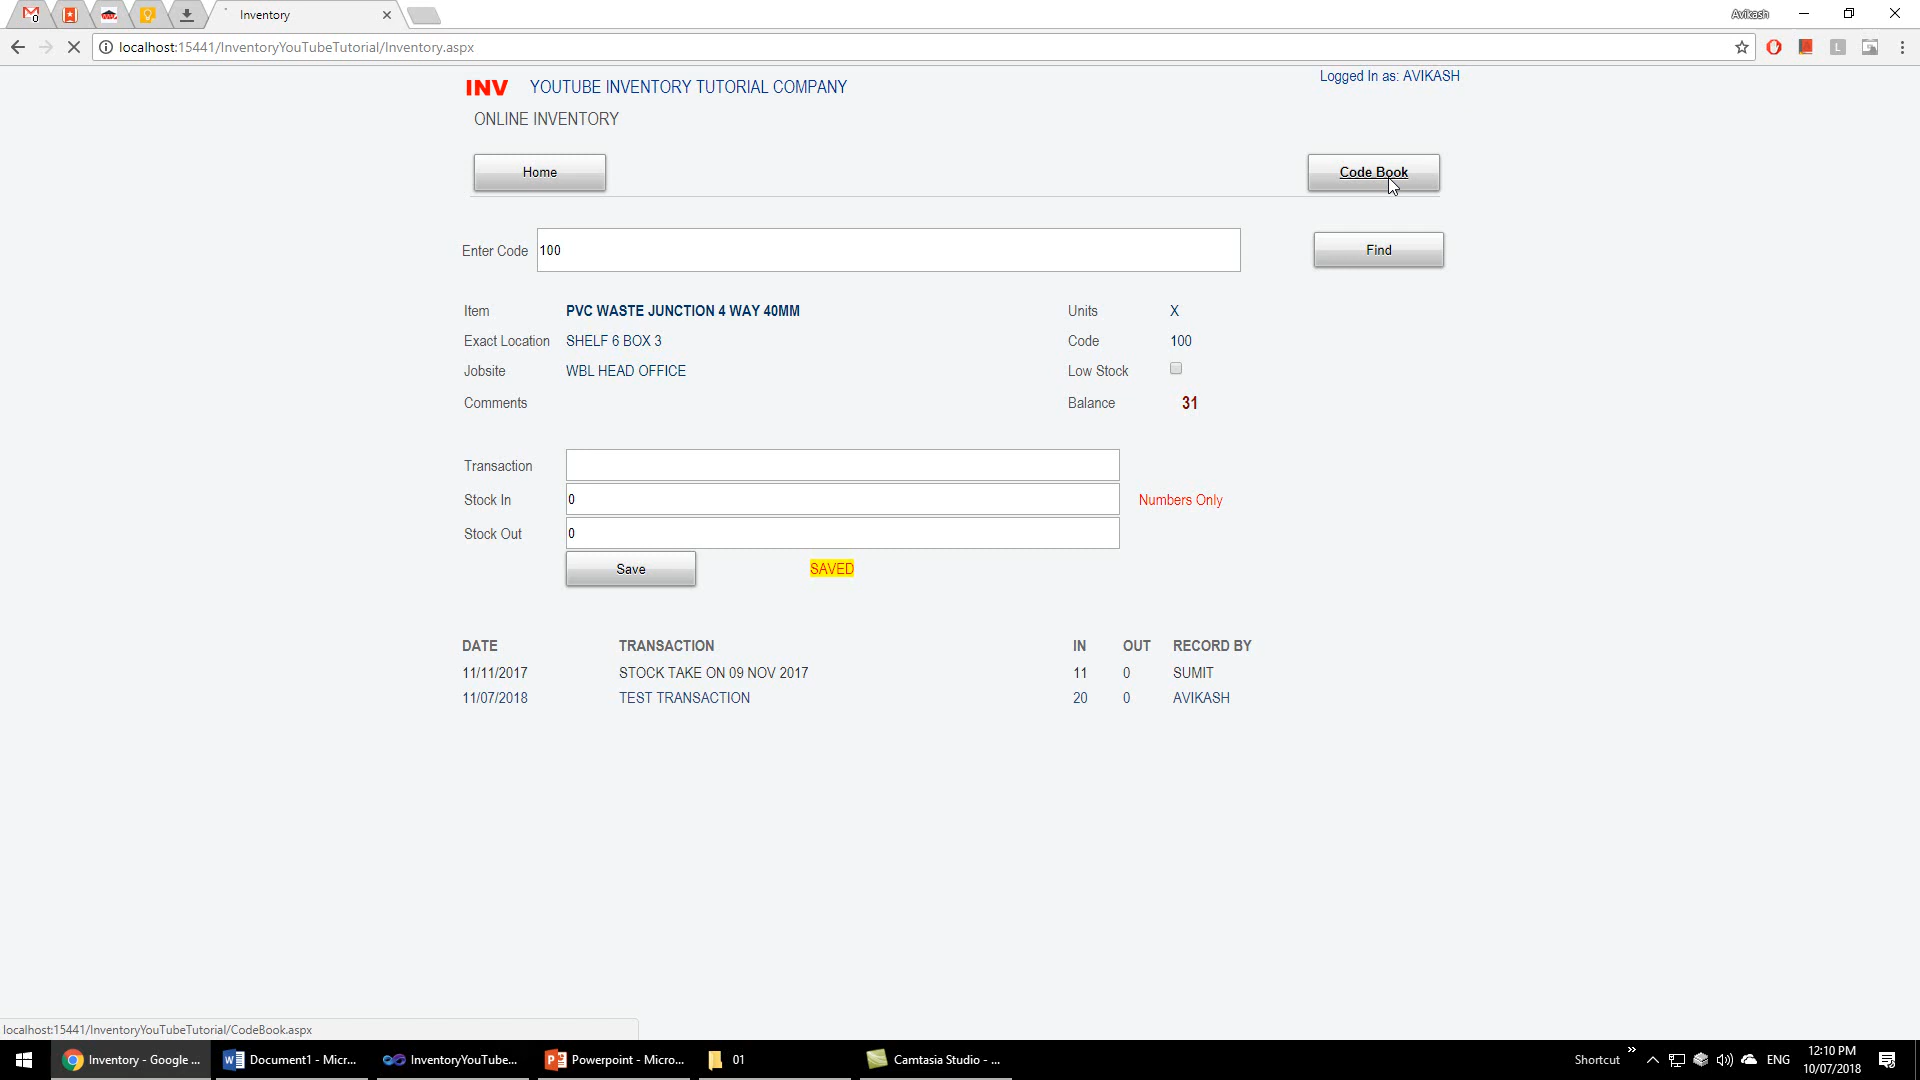 Inventory
Avikash
localhost:15441/InventoryYouTubeTutorial/Inventory.aspx
INV YOUTUBE INVENTORY TUTORIAL COMPANY
Logged In as: AVIKASH
ONLINE INVENTORY
Home
Code Book
Enter Code 100
Find
Item PVC WASTE JUNCTION 4 WAY 40MM Units X
Exact Location SHELF 6 BOX 3 Code 100
Jobsite WBL HEAD OFFICE Low Stock
Comments Balance 31
Transaction
Stock In 0 Numbers Only
Stock Out 0
Save SAVED
DATE TRANSACTION IN OUT RECORD BY
11/11/2017 STOCK TAKE ON 09 NOV 2017 11 0 SUMIT
11/07/2018 TEST TRANSACTION 20 0 AVIKASH
localhost:15441/InventoryYouTubeTutorial/CodeBook.aspx
Inventory - Google ... Document1 - Micr... InventoryYouTube... Powerpoint - Micro... 01 Camtasia Studio - ... Shortcut » ENG 12:10 PM
10/07/2018